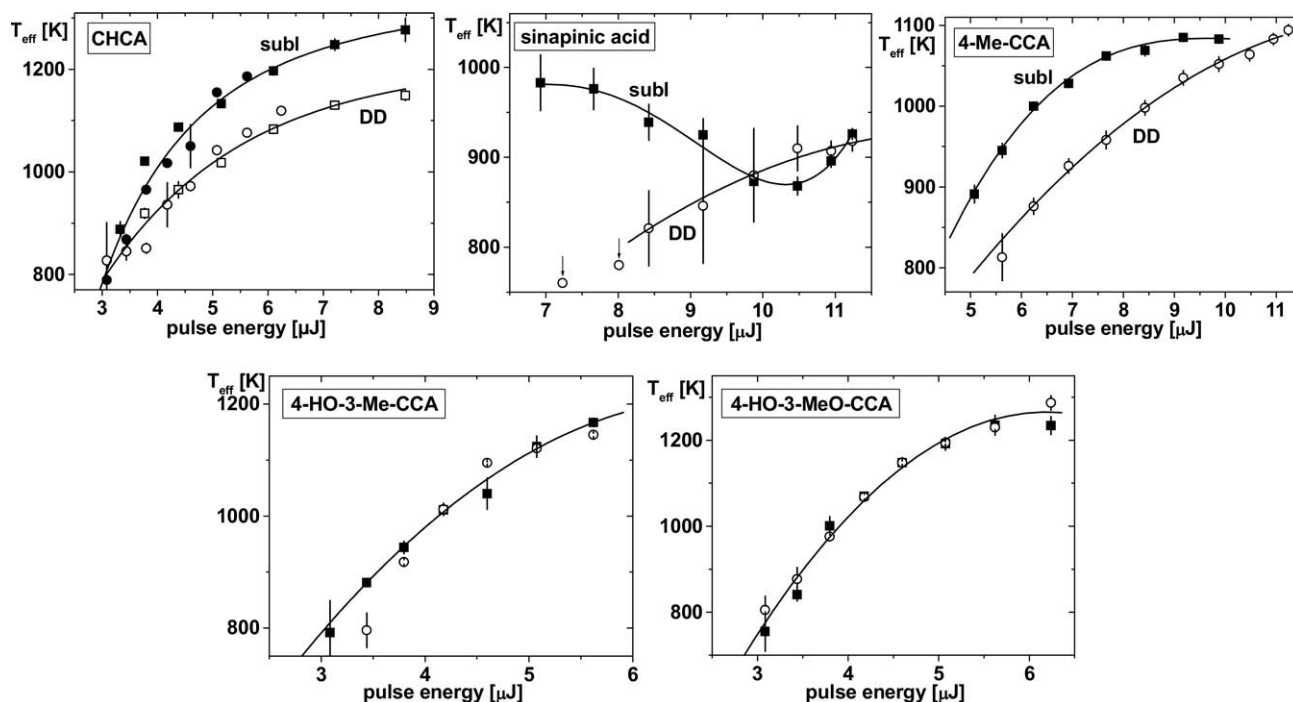 T_eff [K]
CHCA
subl
DD
1200
1000
800
3 4 5 6 7 8 9
pulse energy [µJ]
sinapinic acid
subl
DD
1000
900
800
7 8 9 10 11
pulse energy [µJ]
T_eff [K]
4-Me-CCA
subl
DD
1100
1000
900
800
5 6 7 8 9 10 11
pulse energy [µJ]
T_eff [K]
4-HO-3-Me-CCA
1200
1000
800
3 4 5 6
pulse energy [µJ]
T_eff [K]
4-HO-3-MeO-CCA
1200
1000
800
3 4 5 6
pulse energy [µJ]